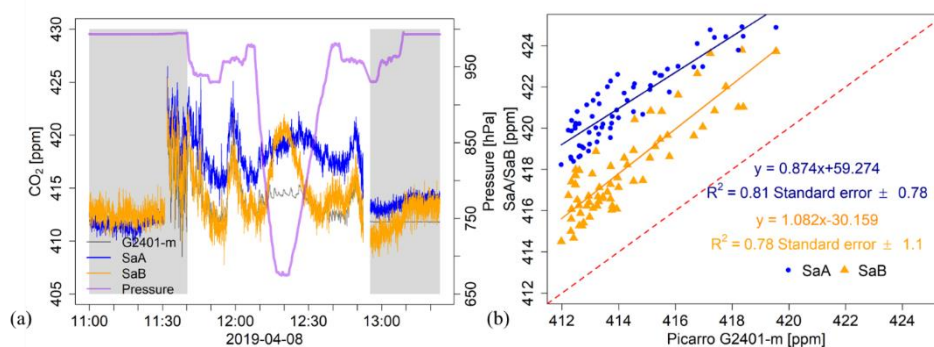 430
425
420
415
410
405
CO2 [ppm]
G2401-m
SaA
SaB
Pressure
950
850
750
650
Pressure [hPa]
11:00 11:30 12:00 12:30 13:00
2019-04-08
(a)
424
422
420
418
416
414
412
SaA/SaB [ppm]
y = 0.874x+59.274
R2 = 0.81 Standard error ± 0.78
y = 1.082x-30.159
R2 = 0.78 Standard error ± 1.1
SaA SaB
412 414 416 418 420 422 424
Picarro G2401-m [ppm]
(b)